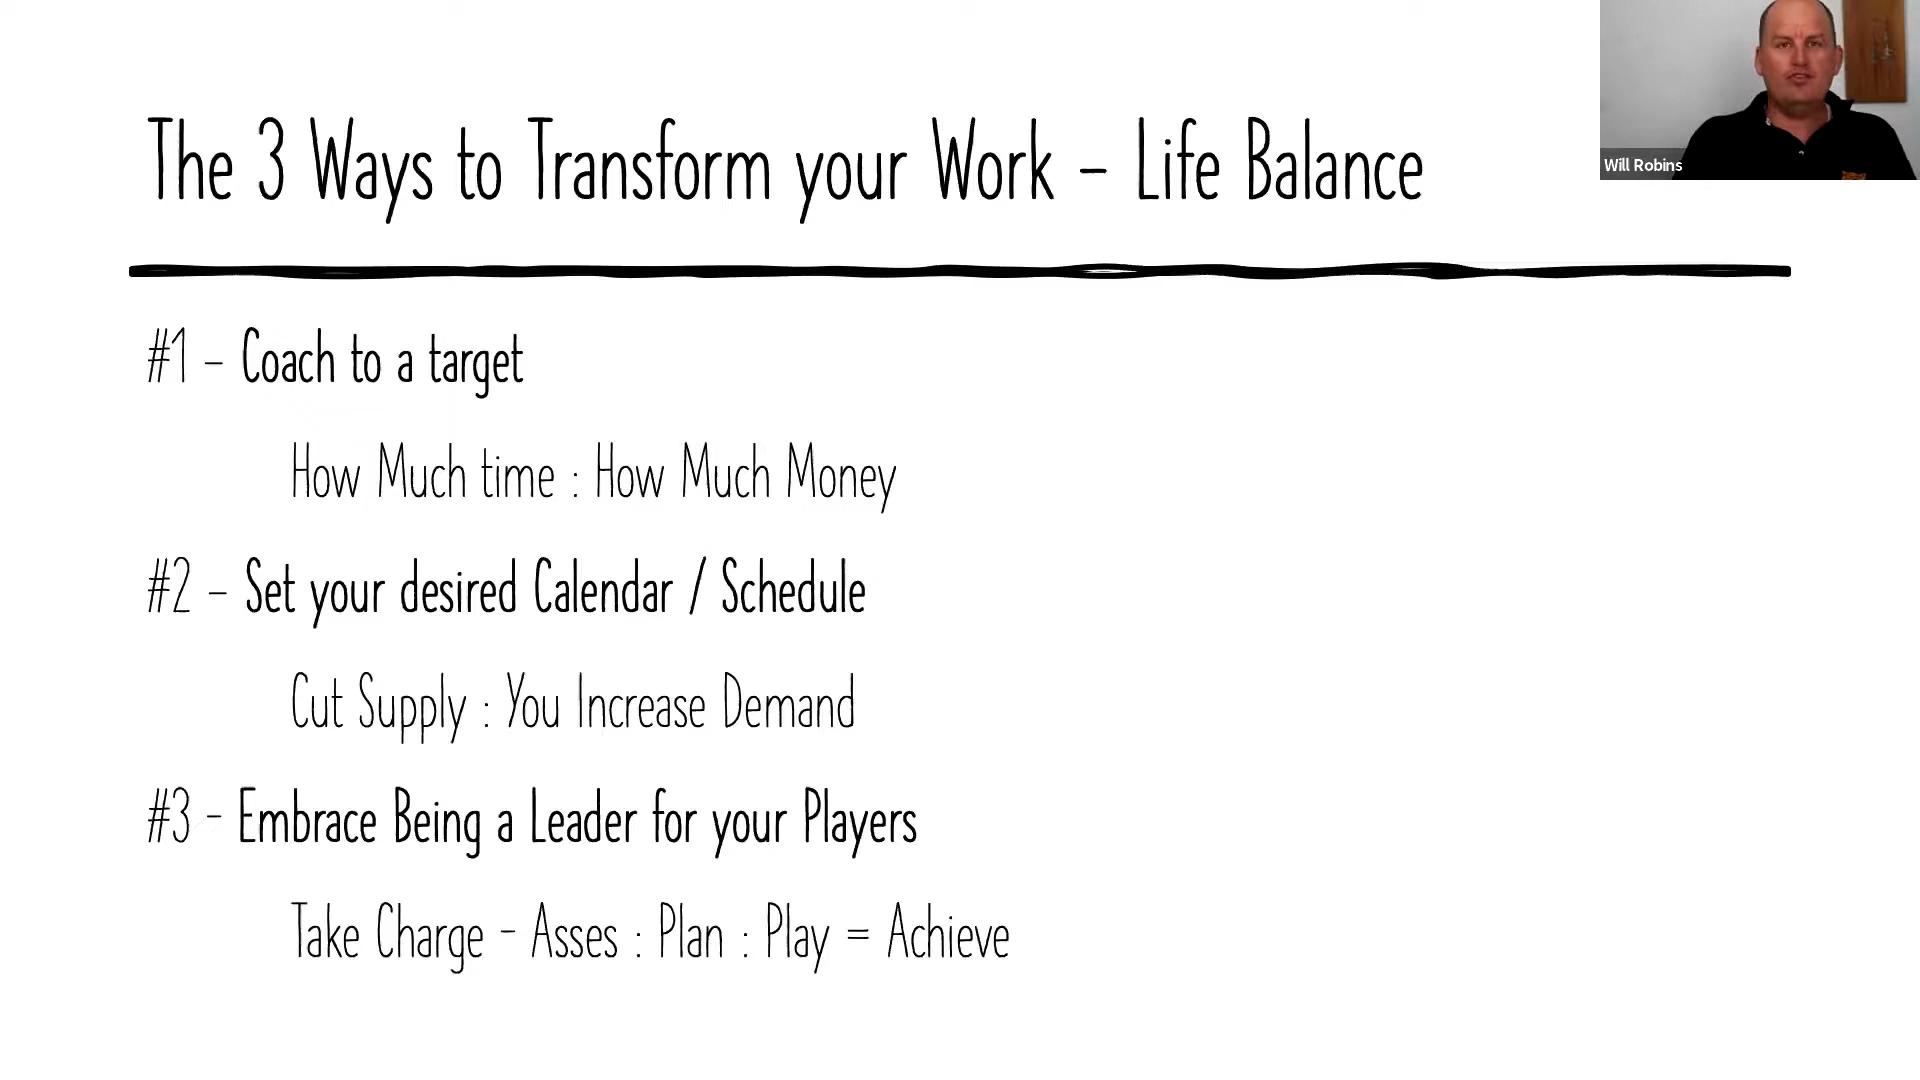 The 3 Ways to Transform your Work - Life Balance
Will Robins
#1 - Coach to a target
How Much time : How Much Money
#2 - Set your desired Calendar / Schedule
Cut Supply : You Increase Demand
#3 - Embrace Being a Leader for your Players
Take Charge - Asses : Plan : Play = Achieve